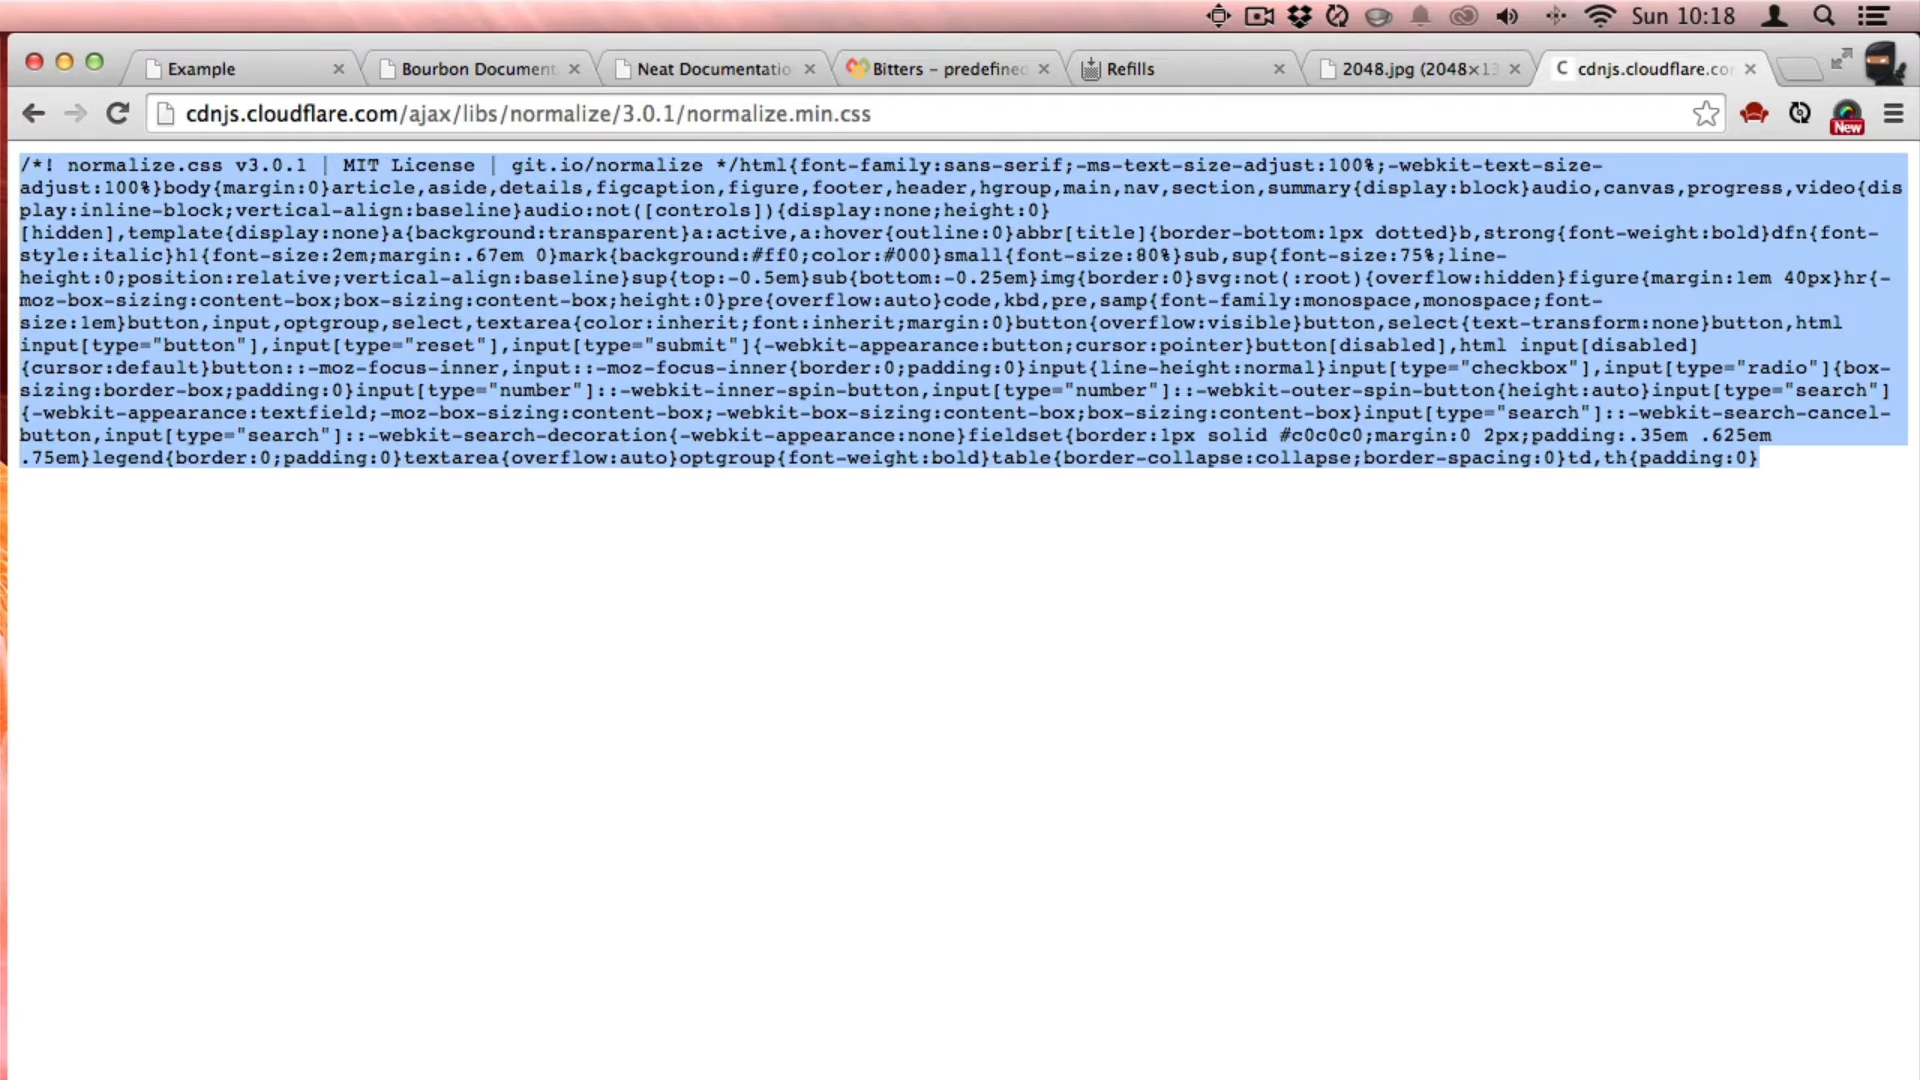 Sun 10:18
Example
Bourbon Document
Neat Documentatio
Bitters – predefined
Refills
2048.jpg (2048×13
cdnjs.cloudflare.co
cdnjs.cloudflare.com/ajax/libs/normalize/3.0.1/normalize.min.css
New
/*! normalize.css v3.0.1 | MIT License | git.io/normalize */html{font-family:sans-serif;-ms-text-size-adjust:100%;-webkit-text-size-
adjust:100%}body{margin:0}article,aside,details,figcaption,figure,footer,header,hgroup,main,nav,section,summary{display:block}audio,canvas,progress,video{dis
play:inline-block;vertical-align:baseline}audio:not([controls]){display:none;height:0}
[hidden],template{display:none}a{background:transparent}a:active,a:hover{outline:0}abbr[title]{border-bottom:1px dotted}b,strong{font-weight:bold}dfn{font-
style:italic}h1{font-size:2em;margin:.67em 0}mark{background:#ff0;color:#000}small{font-size:80%}sub,sup{font-size:75%;line-
height:0;position:relative;vertical-align:baseline}sup{top:-0.5em}sub{bottom:-0.25em}img{border:0}svg:not(:root){overflow:hidden}figure{margin:1em 40px}hr{-
moz-box-sizing:content-box;box-sizing:content-box;height:0}pre{overflow:auto}code,kbd,pre,samp{font-family:monospace,monospace;font-
size:1em}button,input,optgroup,select,textarea{color:inherit;font:inherit;margin:0}button{overflow:visible}button,select{text-transform:none}button,html
input[type="button"],input[type="reset"],input[type="submit"]{-webkit-appearance:button;cursor:pointer}button[disabled],html input[disabled]
{cursor:default}button::-moz-focus-inner,input::-moz-focus-inner{border:0;padding:0}input{line-height:normal}input[type="checkbox"],input[type="radio"]{box-
sizing:border-box;padding:0}input[type="number"]::-webkit-inner-spin-button,input[type="number"]::-webkit-outer-spin-button{height:auto}input[type="search"]
{-webkit-appearance:textfield;-moz-box-sizing:content-box;-webkit-box-sizing:content-box;box-sizing:content-box}input[type="search"]::-webkit-search-cancel-
button,input[type="search"]::-webkit-search-decoration{-webkit-appearance:none}fieldset{border:1px solid #c0c0c0;margin:0 2px;padding:.35em .625em
.75em}legend{border:0;padding:0}textarea{overflow:auto}optgroup{font-weight:bold}table{border-collapse:collapse;border-spacing:0}td,th{padding:0}